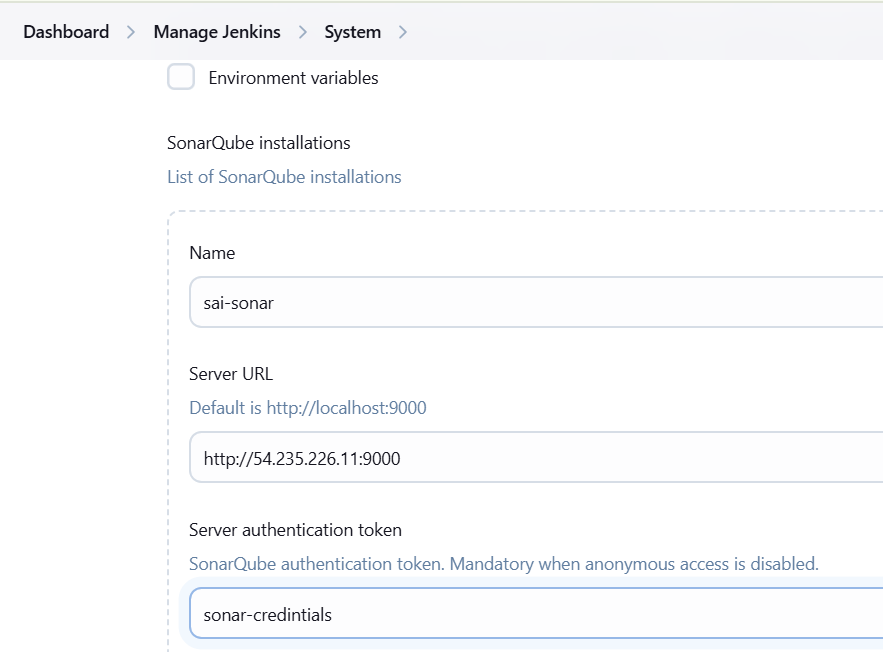 Dashboard > Manage Jenkins > System >
Environment variables
SonarQube installations
List of SonarQube installations
Name
sai-sonar
Server URL
Default is http://localhost:9000
http://54.235.226.11:9000
Server authentication token
SonarQube authentication token. Mandatory when anonymous access is disabled.
sonar-credintials